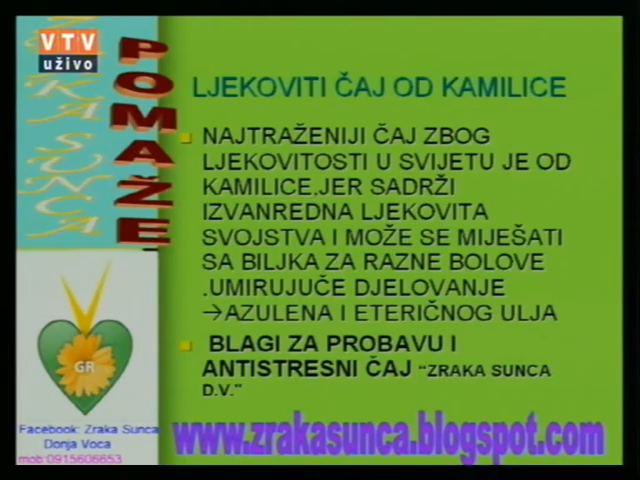 VTV
uživo
ZRAKA SUNCA
POMAŽE
LJEKOVITI ČAJ OD KAMILICE
NAJTRAŽENIJI ČAJ ZBOG
LJEKOVITOSTI U SVIJETU JE OD
KAMILICE.JER SADRŽI
IZVANREDNA LJEKOVITA
SVOJSTVA I MOŽE SE MIJEŠATI
SA BILJKA ZA RAZNE BOLOVE
.UMIRUJUČE DJELOVANJE
→AZULENA I ETERIČNOG ULJA
BLAGI ZA PROBAVU I
ANTISTRESNI ČAJ “ZRAKA SUNCA
D.V.”
GR
Facebook: Zraka Sunca
Donja Voca
mob:0915606653
www.zrakasunca.blogspot.com